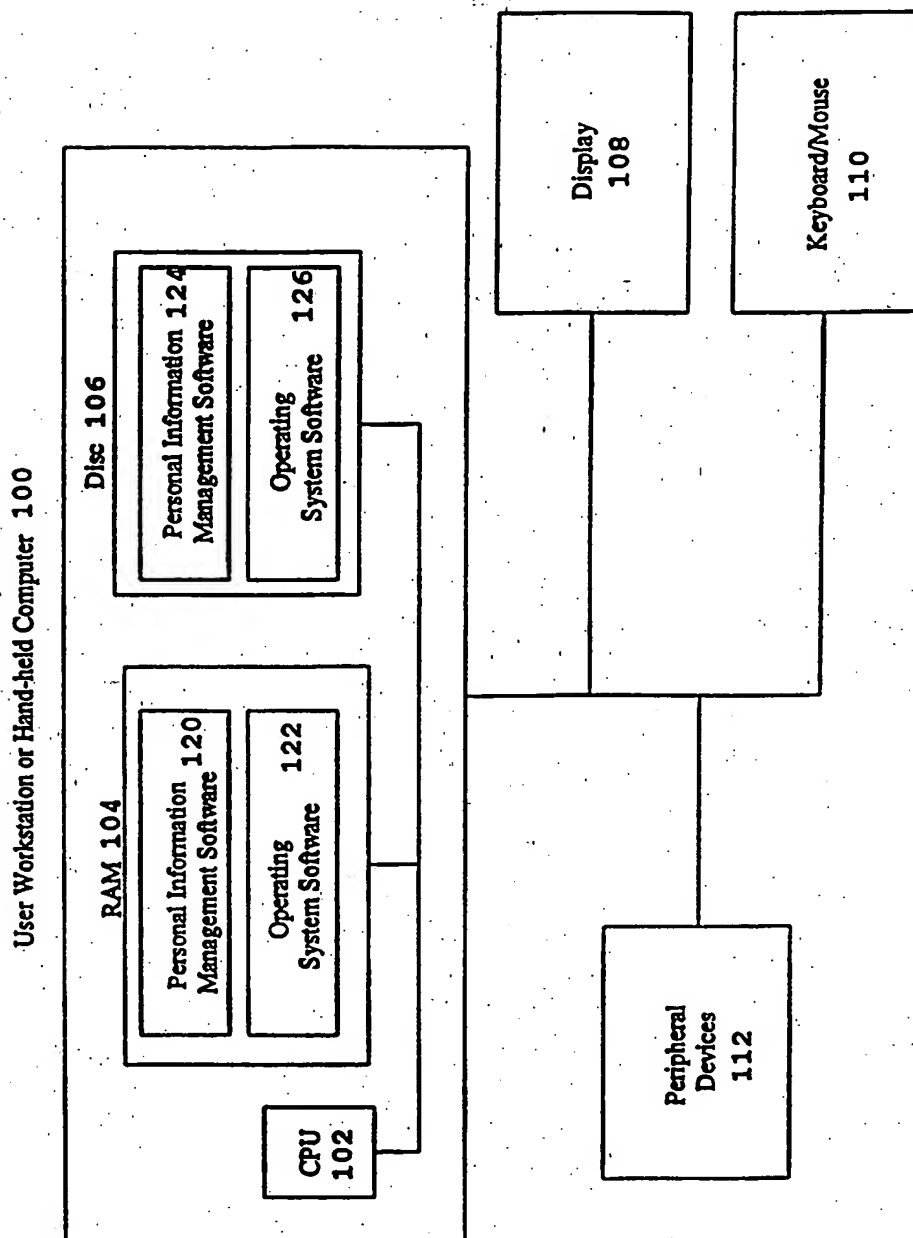 User Workstation or Hand-held Computer 100
CPU
102
RAM 104
Personal Information 120
Management Software
Operating 122
System Software
Disc 106
Personal Information 124
Management Software
Operating 126
System Software
Peripheral
Devices
112
Display
108
Keyboard/Mouse
110